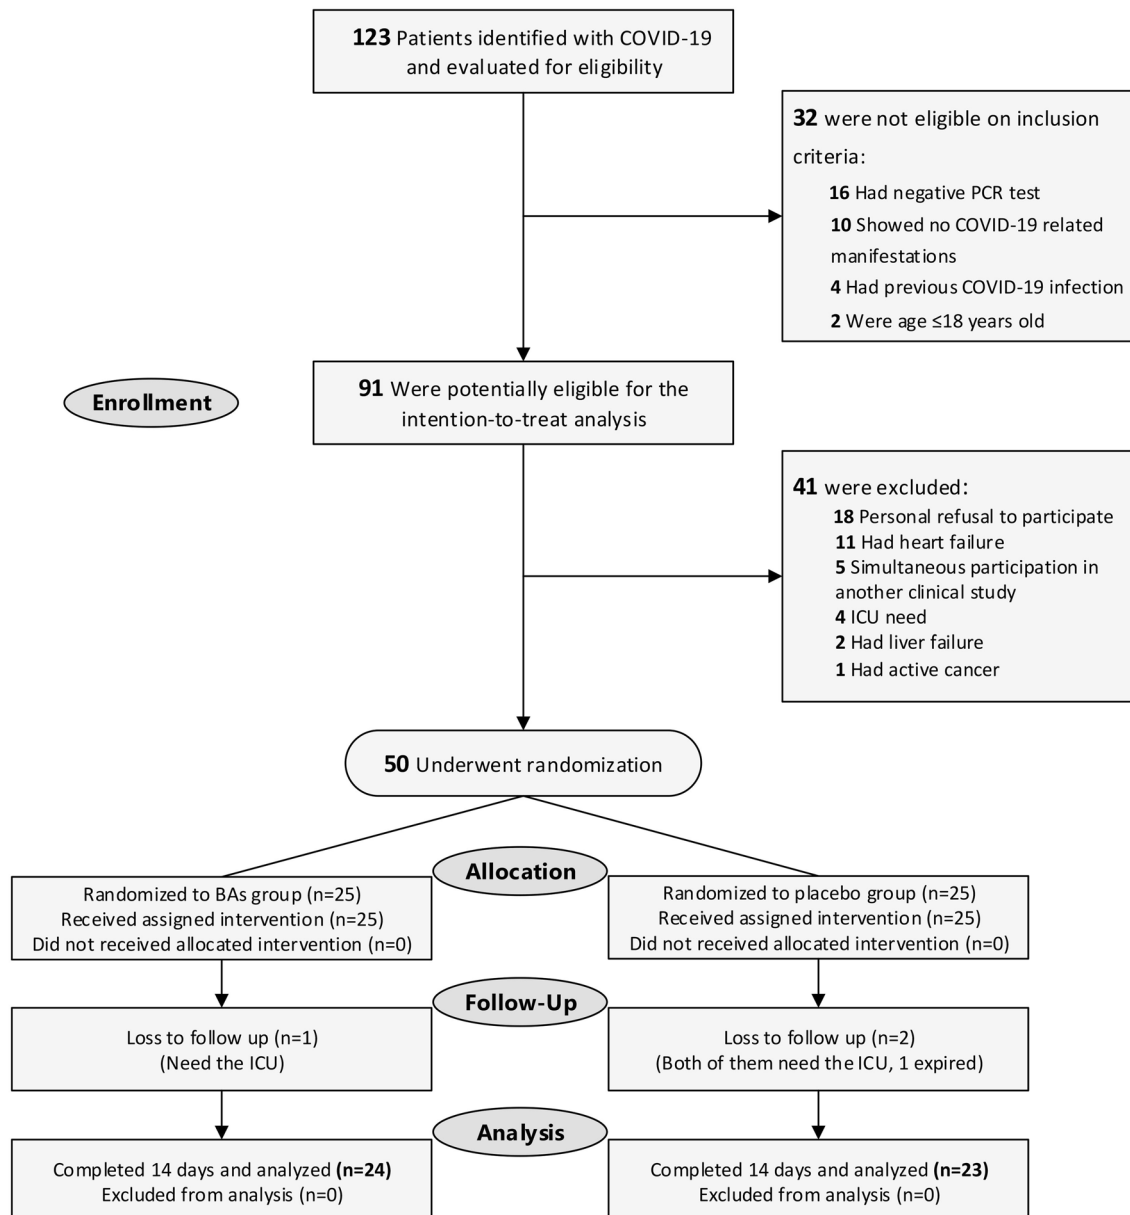 123 Patients identified with COVID-19
and evaluated for eligibility
32 were not eligible on inclusion
criteria:
16 Had negative PCR test
10 Showed no COVID-19 related
manifestations
4 Had previous COVID-19 infection
2 Were age ≤18 years old
Enrollment
91 Were potentially eligible for the
intention-to-treat analysis
41 were excluded:
18 Personal refusal to participate
11 Had heart failure
5 Simultaneous participation in
another clinical study
4 ICU need
2 Had liver failure
1 Had active cancer
50 Underwent randomization
Allocation
Randomized to BAs group (n=25)
Received assigned intervention (n=25)
Did not received allocated intervention (n=0)
Randomized to placebo group (n=25)
Received assigned intervention (n=25)
Did not received allocated intervention (n=0)
Follow-Up
Loss to follow up (n=1)
(Need the ICU)
Loss to follow up (n=2)
(Both of them need the ICU, 1 expired)
Analysis
Completed 14 days and analyzed (n=24)
Excluded from analysis (n=0)
Completed 14 days and analyzed (n=23)
Excluded from analysis (n=0)